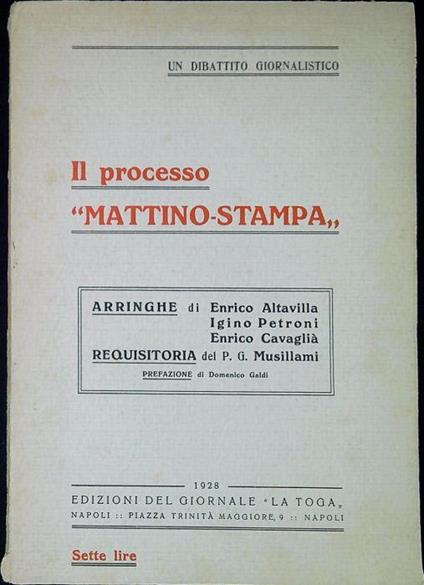 UN DIBATTITO GIORNALISTICO
Il processo
“MATTINO-STAMPA„
ARRINGHE di Enrico Altavilla
Igino Petroni
Enrico Cavaglià
REQUISITORIA del P. G. Musillami
PREFAZIONE di Domenico Galdi
1928
EDIZIONI DEL GIORNALE “LA TOGA„
NAPOLI :: PIAZZA TRINITÀ MAGGIORE, 9 :: NAPOLI
Sette lire